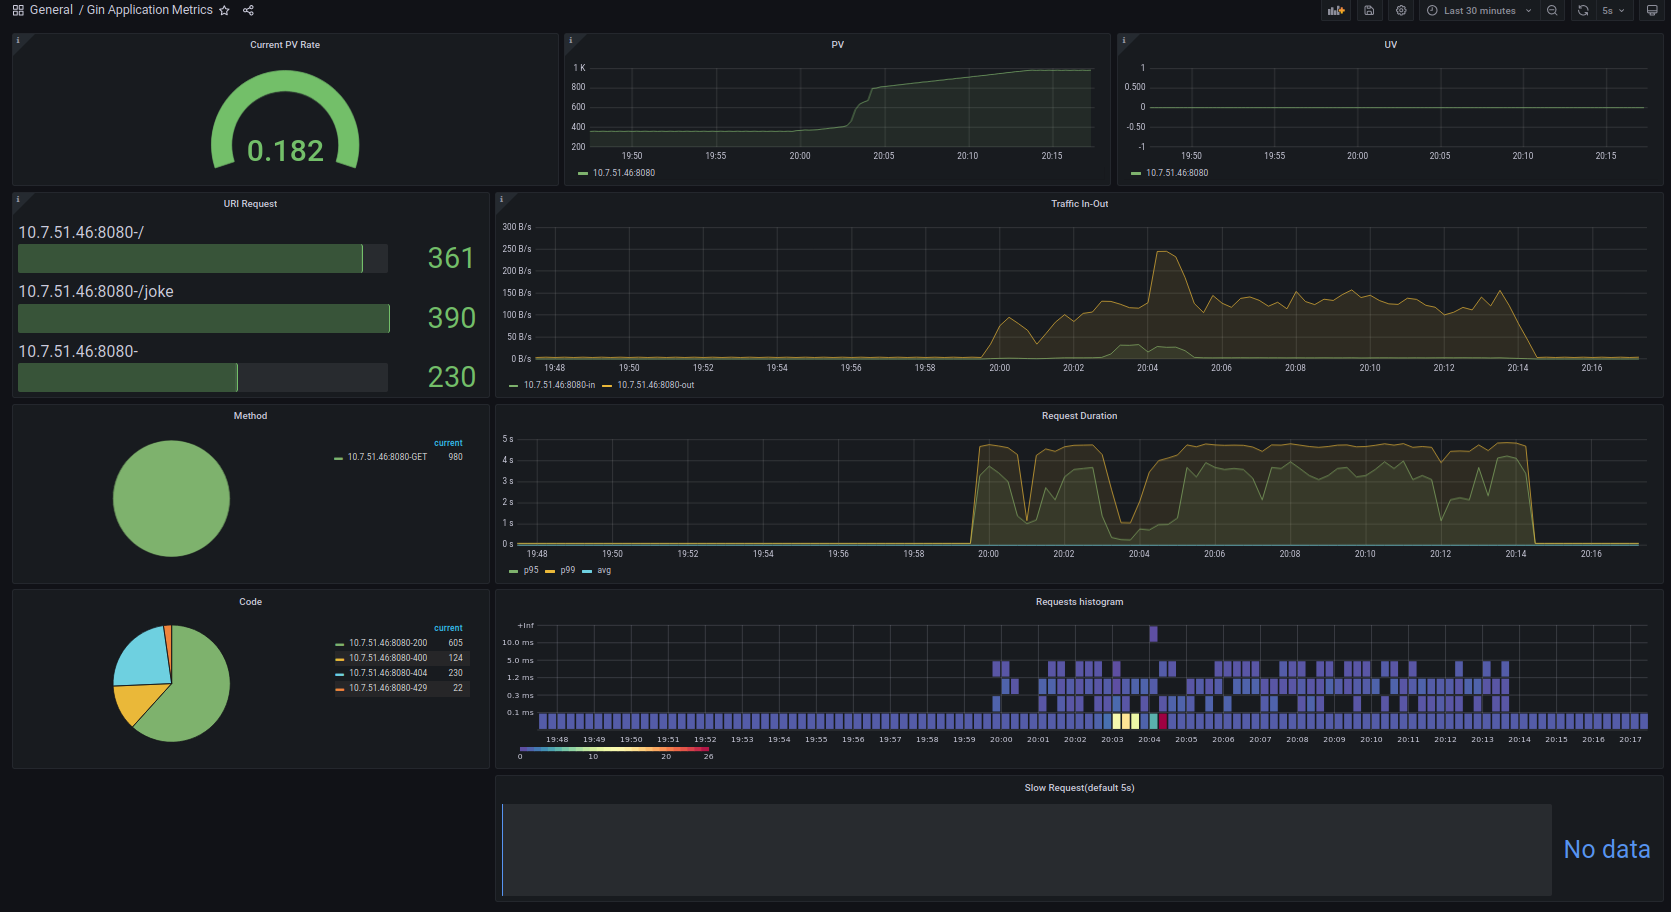 General / Gin Application Metrics
Last 30 minutes
5s
Current PV Rate
0.182
PV
1 K
800
600
400
200
19:50 19:55 20:00 20:05 20:10 20:15
10.7.51.46:8080
UV
1
0.500
0
-0.50
-1
19:50 19:55 20:00 20:05 20:10 20:15
10.7.51.46:8080
URI Request
10.7.51.46:8080-/
361
10.7.51.46:8080-/joke
390
10.7.51.46:8080-
230
Traffic In-Out
300 B/s
250 B/s
200 B/s
150 B/s
100 B/s
50 B/s
0 B/s
19:48 19:50 19:52 19:54 19:56 19:58 20:00 20:02 20:04 20:06 20:08 20:10 20:12 20:14 20:16
10.7.51.46:8080-in 10.7.51.46:8080-out
Method
current
10.7.51.46:8080-GET 980
Request Duration
5 s
4 s
3 s
2 s
1 s
0 s
19:48 19:50 19:52 19:54 19:56 19:58 20:00 20:02 20:04 20:06 20:08 20:10 20:12 20:14 20:16
p95 p99 avg
Code
current
10.7.51.46:8080-200 605
10.7.51.46:8080-400 124
10.7.51.46:8080-404 230
10.7.51.46:8080-429 22
Requests histogram
+Inf
10.0 ms
5.0 ms
1.2 ms
0.3 ms
0.1 ms
19:48 19:49 19:50 19:51 19:52 19:53 19:54 19:55 19:56 19:57 19:58 19:59 20:00 20:01 20:02 20:03 20:04 20:05 20:06 20:07 20:08 20:09 20:10 20:11 20:12 20:13 20:14 20:15 20:16 20:17
0 10 20 26
Slow Request(default 5s)
No data